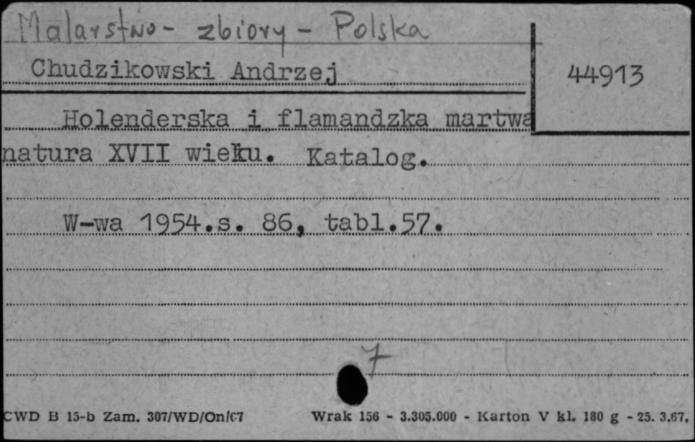 Malarstwo - zbiory - Polska
Chudzikowski Andrzej
44913
Holenderska i flamandzka martwa
natura XVII wieku. Katalog.
W-wa 1954.s. 86, tabl.57.
7
CWD B 15-b Zam. 307/WD/On/67 Wrak 156 - 3.305.000 - Karton V kl. 180 g - 25. 3.67.